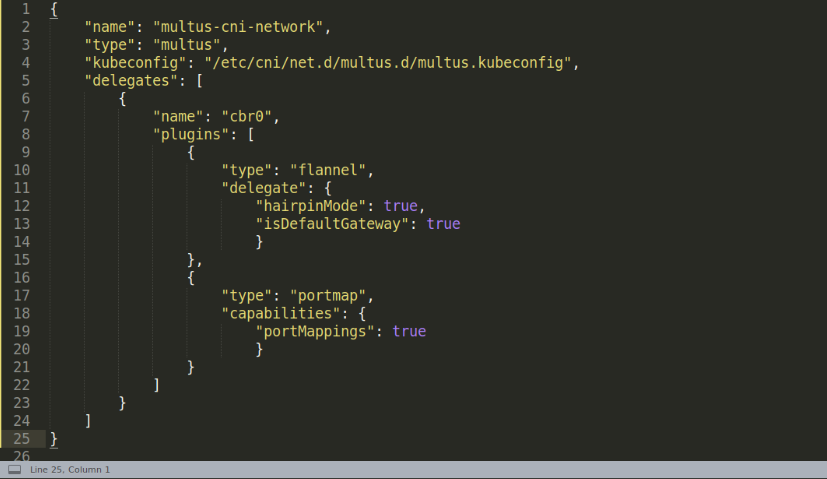 1 {
2     "name": "multus-cni-network",
3     "type": "multus",
4     "kubeconfig": "/etc/cni/net.d/multus.d/multus.kubeconfig",
5     "delegates": [
6         {
7             "name": "cbr0",
8             "plugins": [
9                 {
10                     "type": "flannel",
11                     "delegate": {
12                         "hairpinMode": true,
13                         "isDefaultGateway": true
14                         }
15                 },
16                 {
17                     "type": "portmap",
18                     "capabilities": {
19                         "portMappings": true
20                         }
21                 }
22             ]
23         }
24     ]
25 }
26
Line 25, Column 1